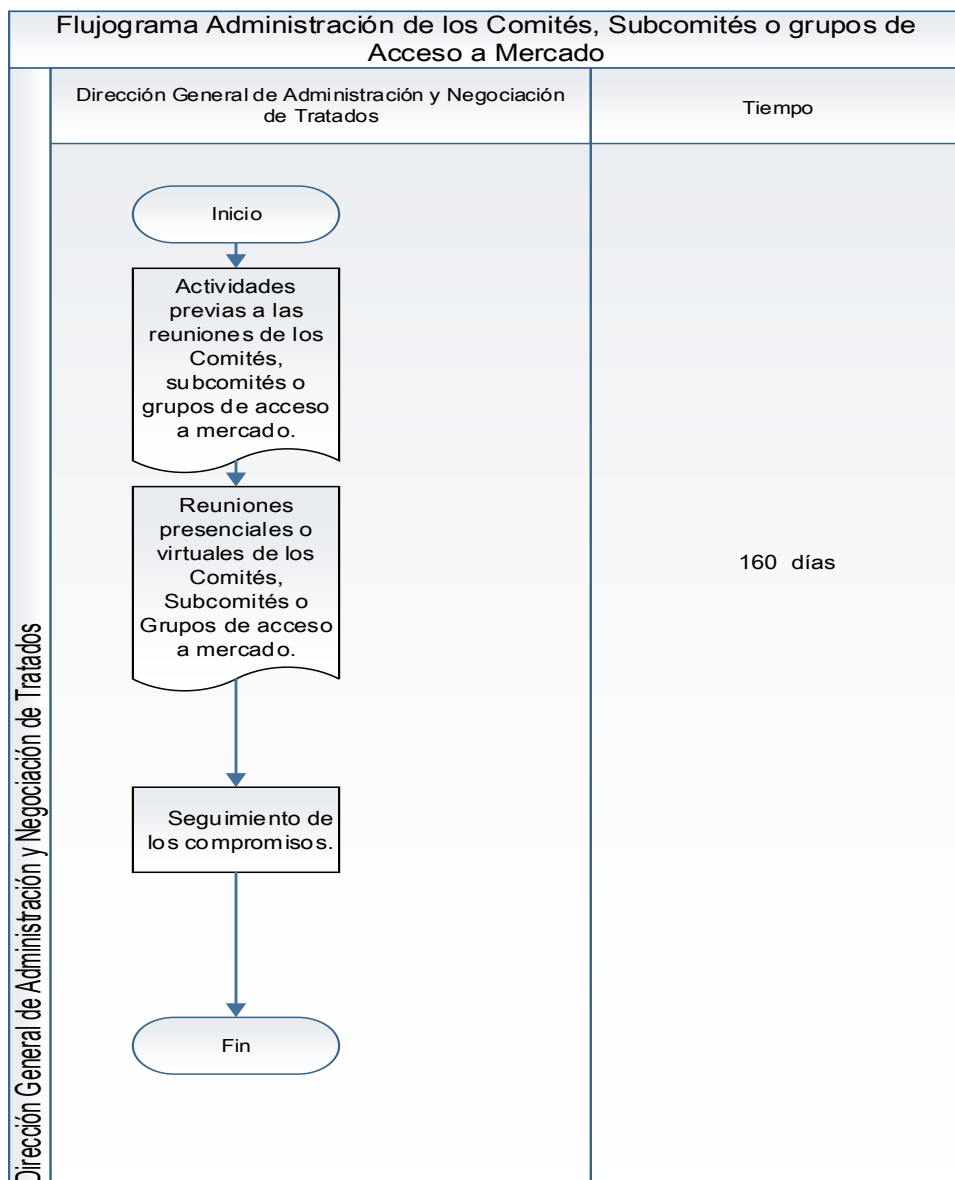 Flujograma Administración de los Comités, Subcomités o grupos de
Acceso a Mercado
Dirección General de Administración y Negociación
de Tratados
Tiempo
Inicio
Actividades
previas a las
reuniones de los
Comités,
subcomités o
grupos de acceso
a mercado.
Reuniones
presenciales o
virtuales de los
Comités,
Subcomités o
Grupos de acceso
a mercado.
160 días
Seguimiento de
los compromisos.
Fin
Dirección General de Administración y Negociación de Tratados